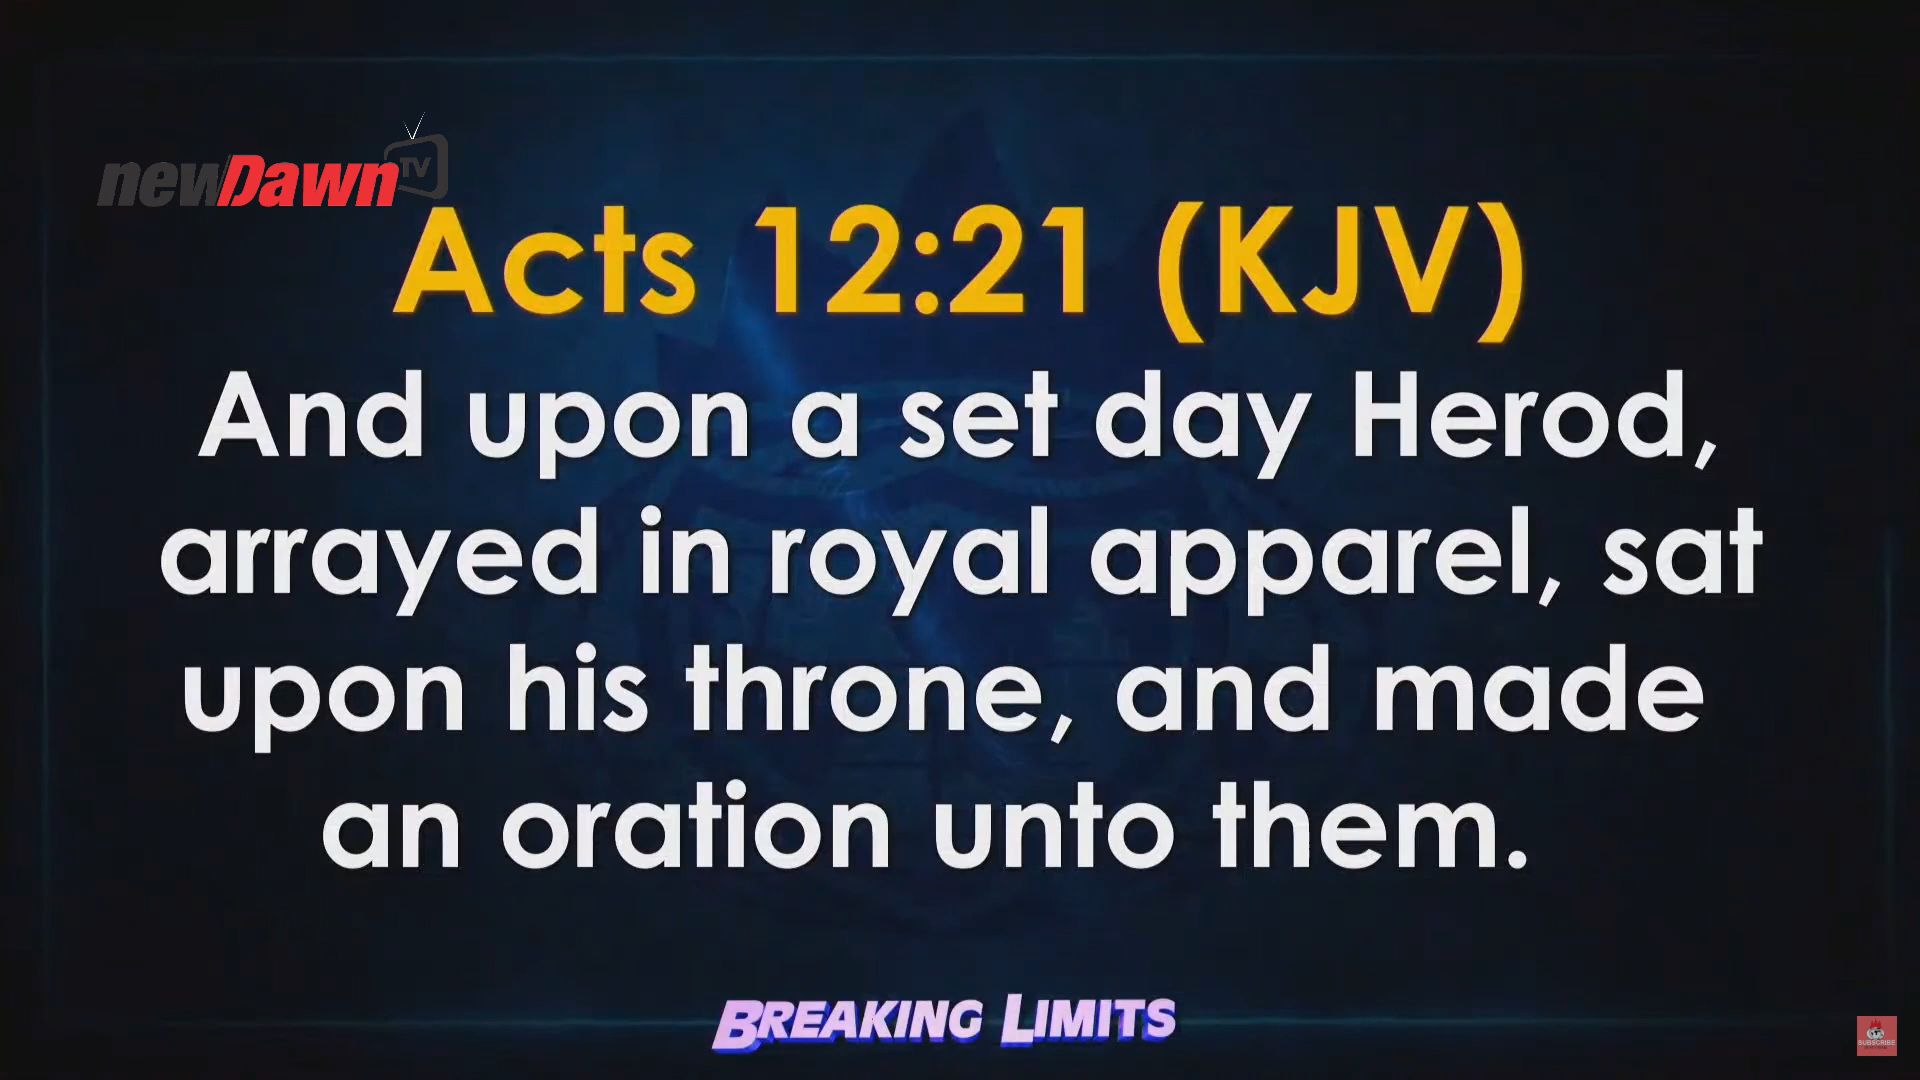 newDawn TV
Acts 12:21 (KJV)
And upon a set day Herod,
arrayed in royal apparel, sat
upon his throne, and made
an oration unto them.
BREAKING LIMITS
SUBSCRIBE